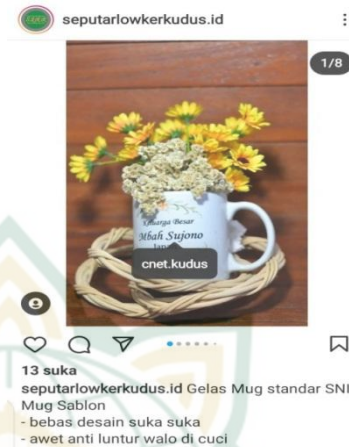 seputarlowkerkudus.id
1/8
Keluarga Besar
Mbah Sujono
cnet.kudus
13 suka
seputarlowkerkudus.id Gelas Mug standar SNI
Mug Sablon
- bebas desain suka suka
- awet anti luntur walo di cuci